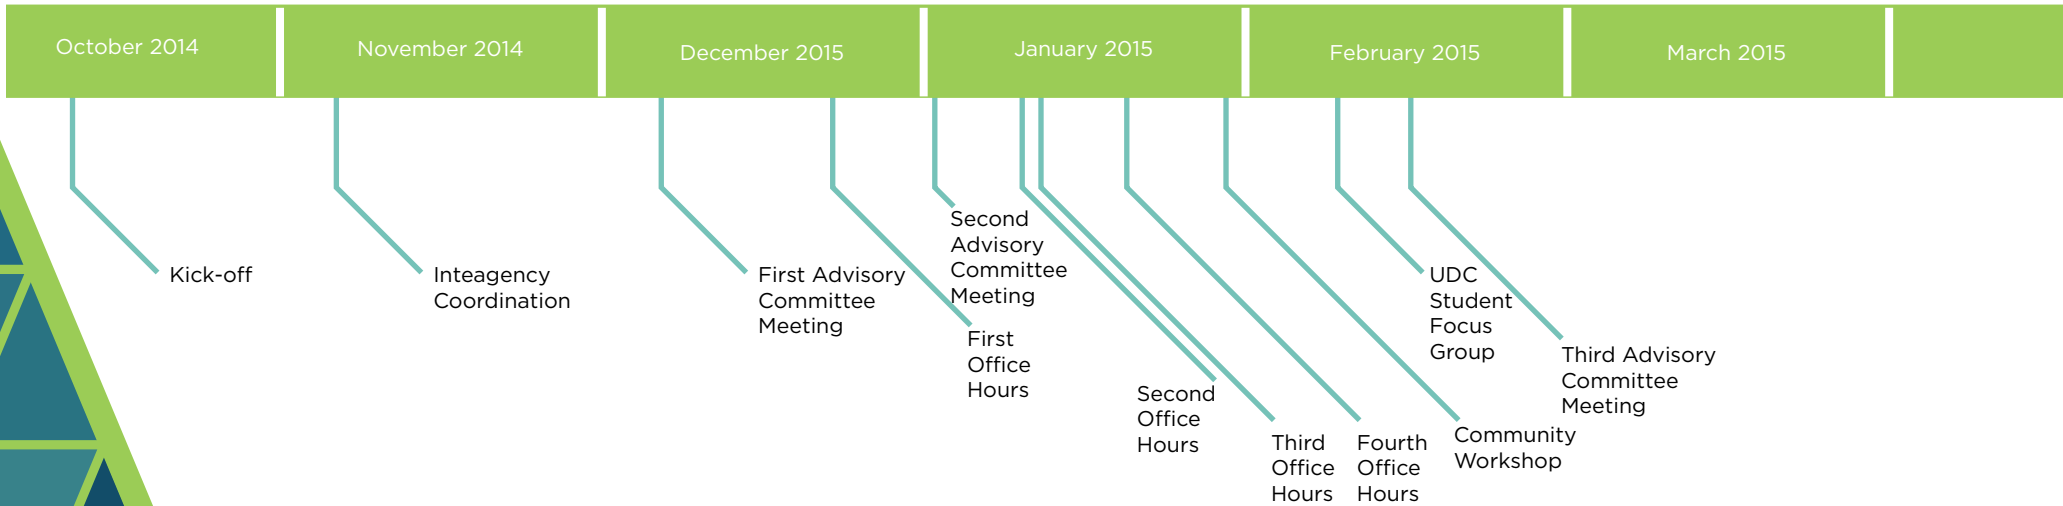 October 2014
November 2014
December 2015
January 2015
February 2015
March 2015
Kick-off
Inteagency
Coordination
First Advisory
Committee
Meeting
First
Office
Hours
Second
Advisory
Committee
Meeting
Second
Office
Hours
Third
Office
Hours
Fourth
Office
Hours
Community
Workshop
UDC
Student
Focus
Group
Third Advisory
Committee
Meeting